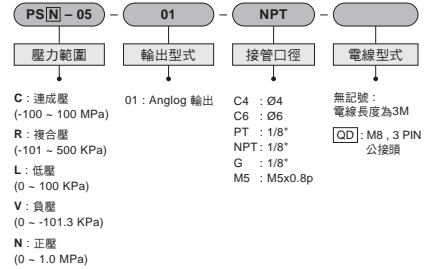 PSN – 05 – 01 – NPT –
壓力範圍
輸出型式
接管口徑
電線型式
C：連成壓
(-100 ~ 100 MPa)
R：複合壓
(-101 ~ 500 KPa)
L：低壓
(0 ~ 100 KPa)
V：負壓
(0 ~ -101.3 KPa)
N：正壓
(0 ~ 1.0 MPa)
01：Anglog 輸出
C4：Ø4
C6：Ø6
PT：1/8"
NPT：1/8"
G：1/8"
M5：M5x0.8p
無記號：
電線長度為3M
QD：M8 , 3 PIN
公接頭